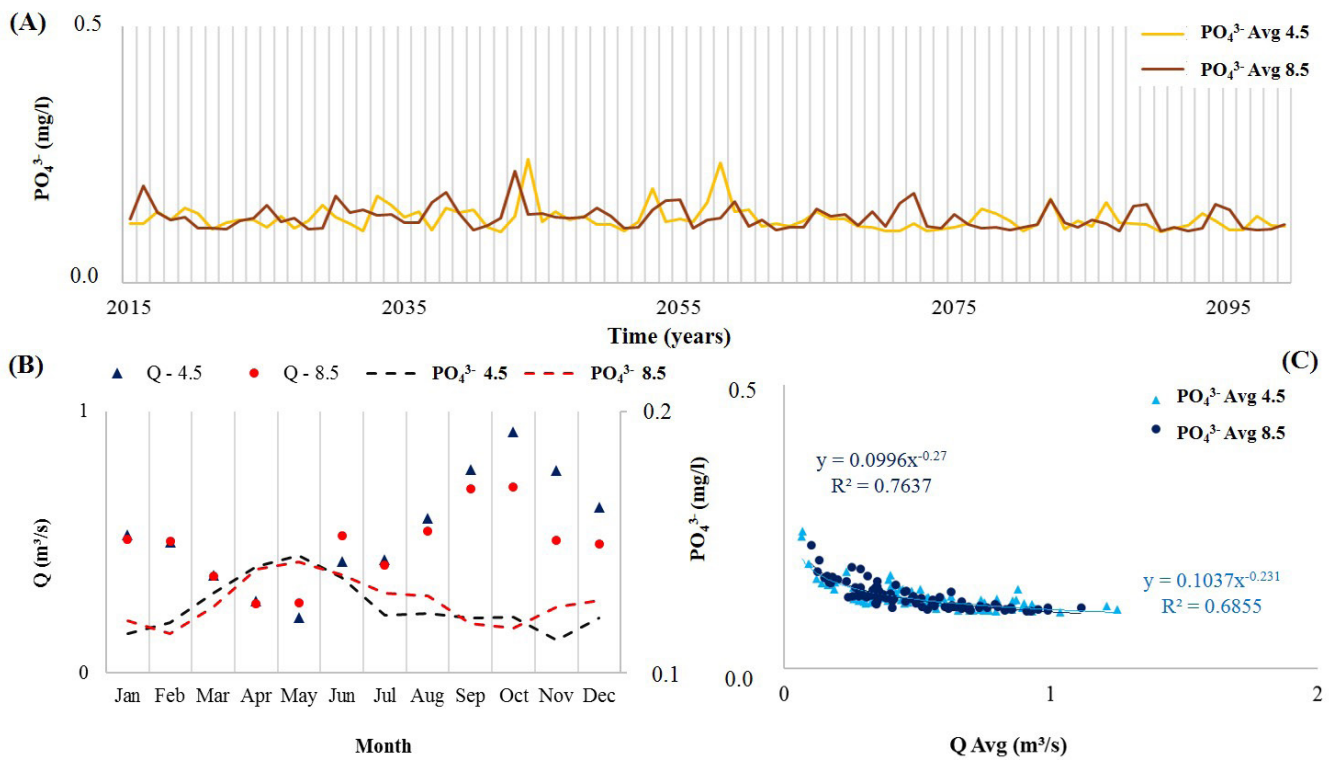 (A)
0.5
PO₄³⁻ Avg 4.5
PO₄³⁻ Avg 8.5
PO₄³⁻ (mg/l)
0.0
2015 2035 2055 2075 2095
Time (years)
(B)
Q - 4.5 Q - 8.5 PO₄³⁻ 4.5 PO₄³⁻ 8.5
1
0.2
Q (m³/s)
0
0.1
Jan Feb Mar Apr May Jun Jul Aug Sep Oct Nov Dec
Month
(C)
0.5
PO₄³⁻ Avg 4.5
PO₄³⁻ Avg 8.5
PO₄³⁻ (mg/l)
y = 0.0996x⁻⁰·²⁷
R² = 0.7637
y = 0.1037x⁻⁰·²³¹
R² = 0.6855
0.0
0 1 2
Q Avg (m³/s)